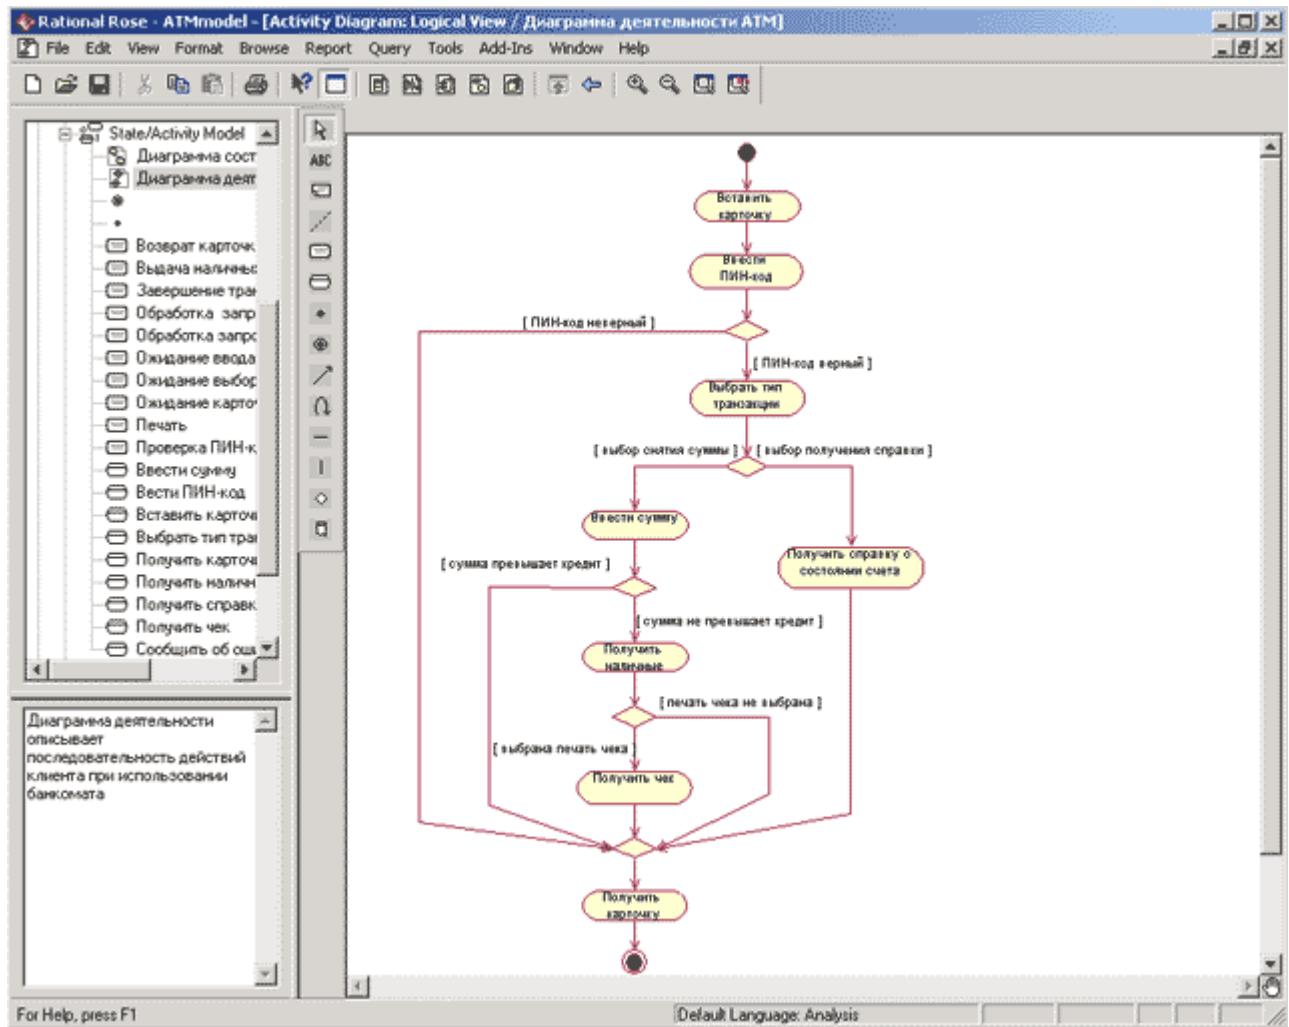 Rational Rose - ATMmodel - [Activity Diagram: Logical View / Диаграмма деятельности ATM]
File Edit View Format Browse Report Query Tools Add-Ins Window Help
State/Activity Model
Диаграмма сост
Диаграмма деят
Возврат карточк
Выдача наличныс
Завершение тран
Обработка запр
Обработка запрс
Ожидание ввода
Ожидание выбор
Ожидание карто
Печать
Проверка ПИН-к
Ввести сумму
Вести ПИН-код
Вставить карточ
Выбрать тип тра
Получить карточ
Получить наличн
Получить справк
Получить чек
Сообщить об ош
ABC
Вставить
карточку
Ввести
ПИН-код
[ ПИН-код неверный ]
[ ПИН-код верный ]
Выбрать тип
транзакции
[ выбор снятия суммы ]
[ выбор получения справки ]
Ввести сумму
Получить справку о
состоянии счета
[ сумма превышает кредит ]
[ сумма не превышает кредит ]
Получить
наличные
[ печать чека не выбрана ]
[ выбрана печать чека ]
Получить чек
Получить
карточку
Диаграмма деятельности
описывает
последовательность действий
клиента при использовании
банкомата
For Help, press F1
Default Language: Analysis